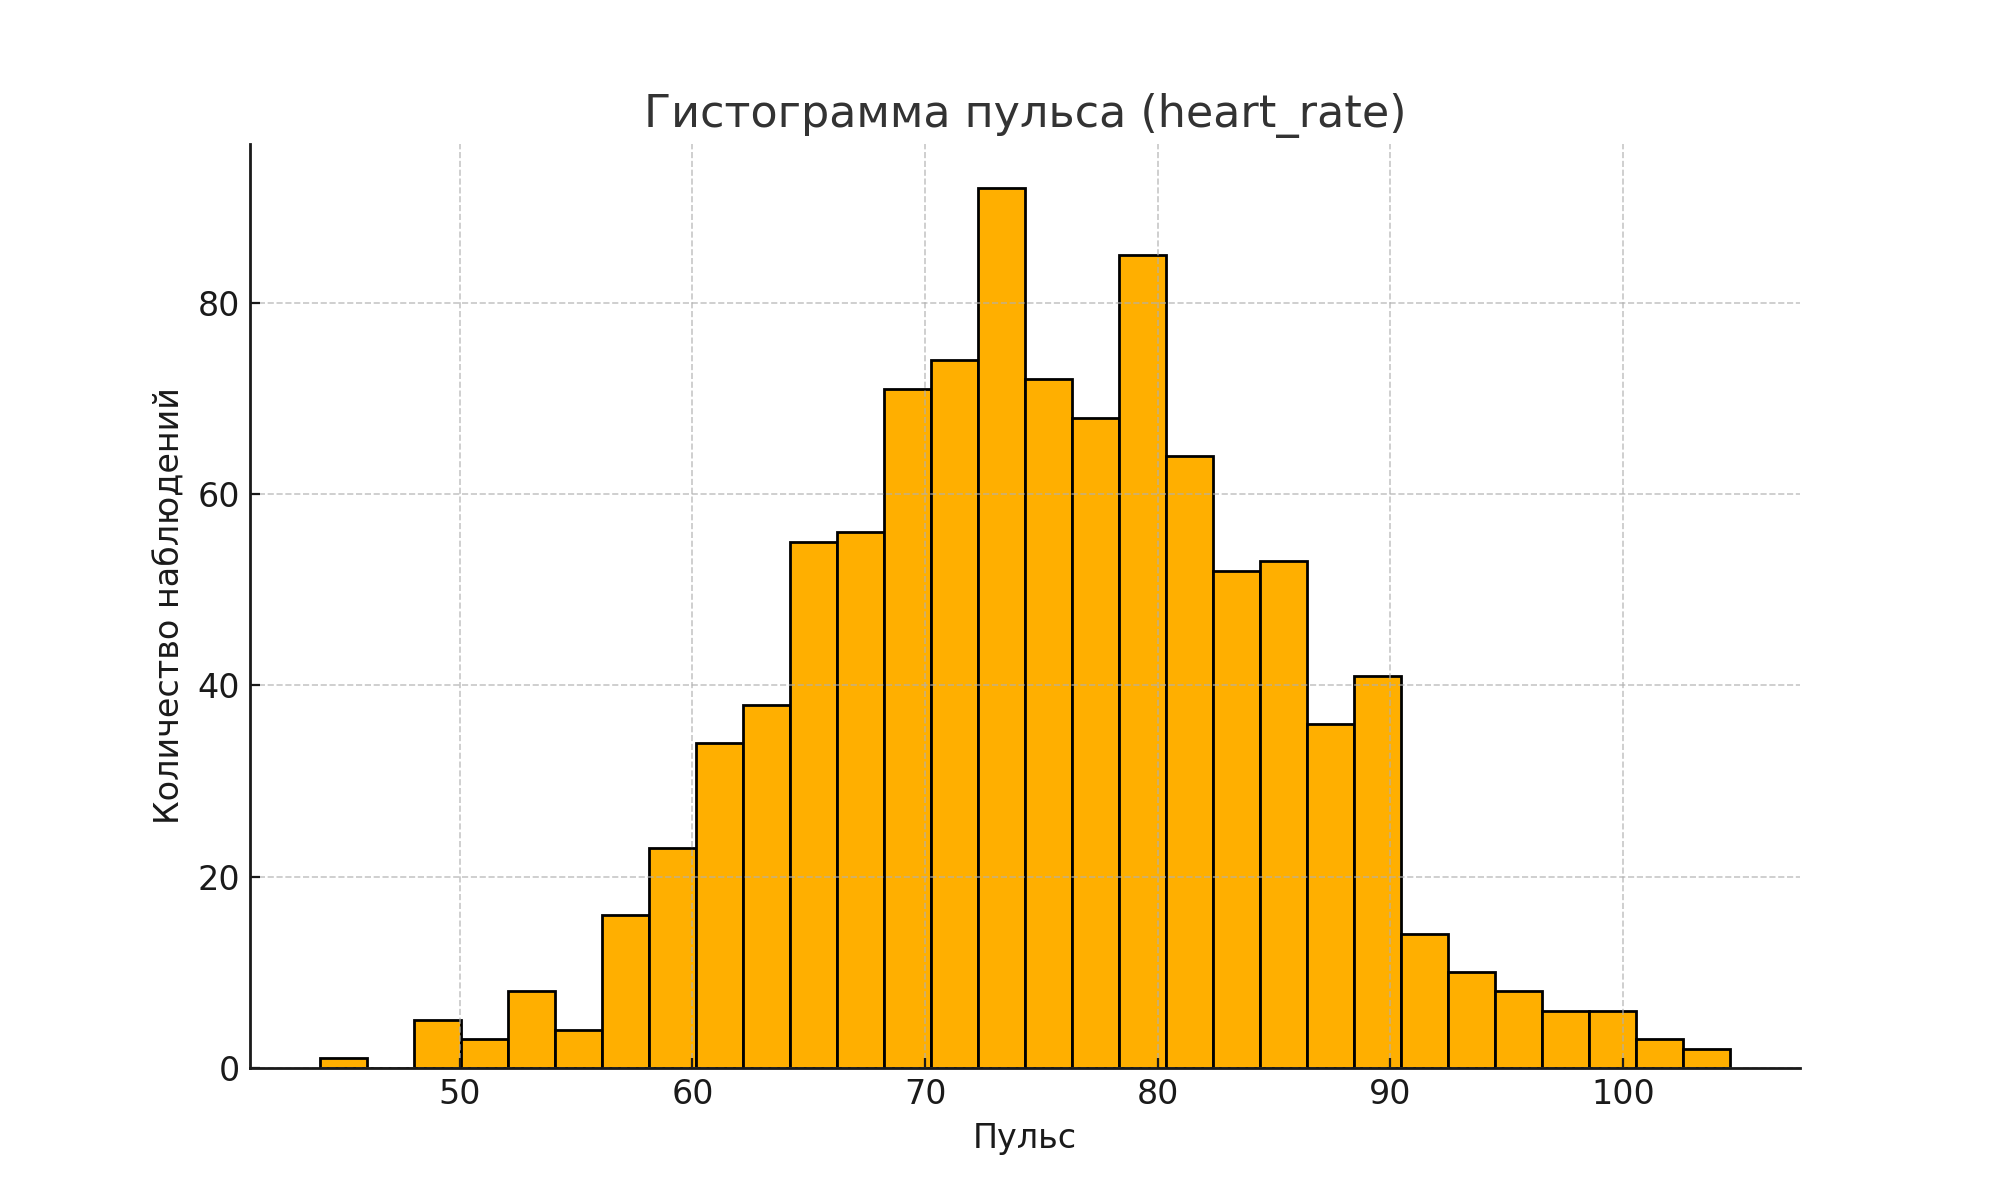 Гистограмма пульса (heart_rate)
Количество наблюдений
80
60
40
20
0
50 60 70 80 90 100
Пульс